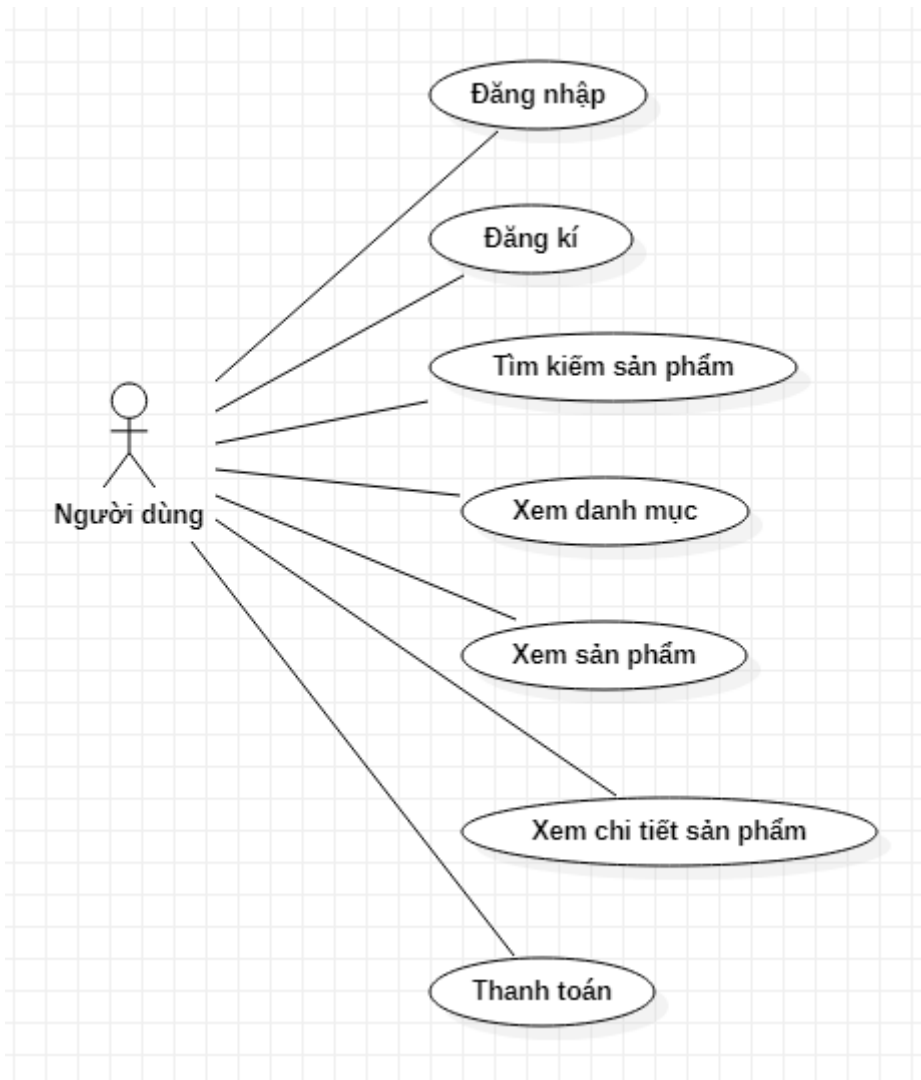 Đăng nhập
Đăng kí
Tìm kiếm sản phẩm
Người dùng
Xem danh mục
Xem sản phẩm
Xem chi tiết sản phẩm
Thanh toán